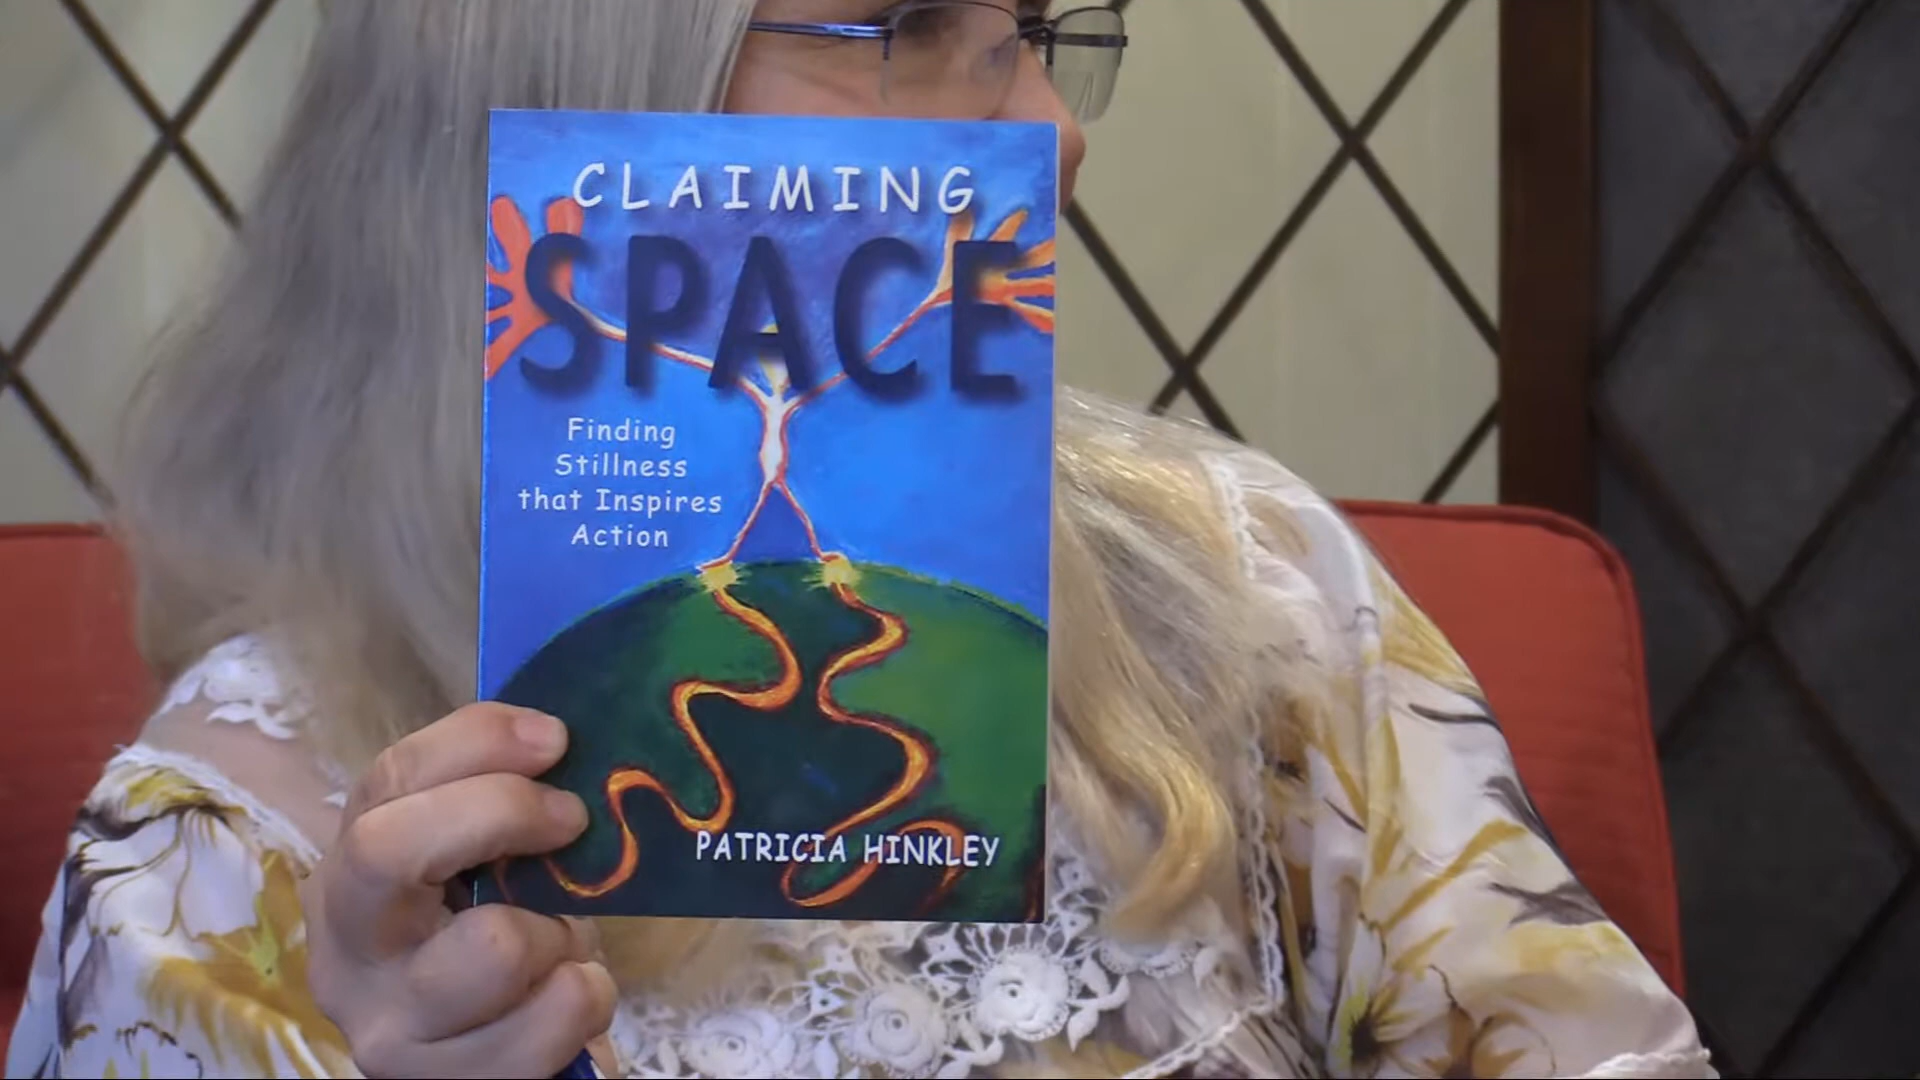 CLAIMING
SPACE
Finding
Stillness
that Inspires
Action
PATRICIA HINKLEY